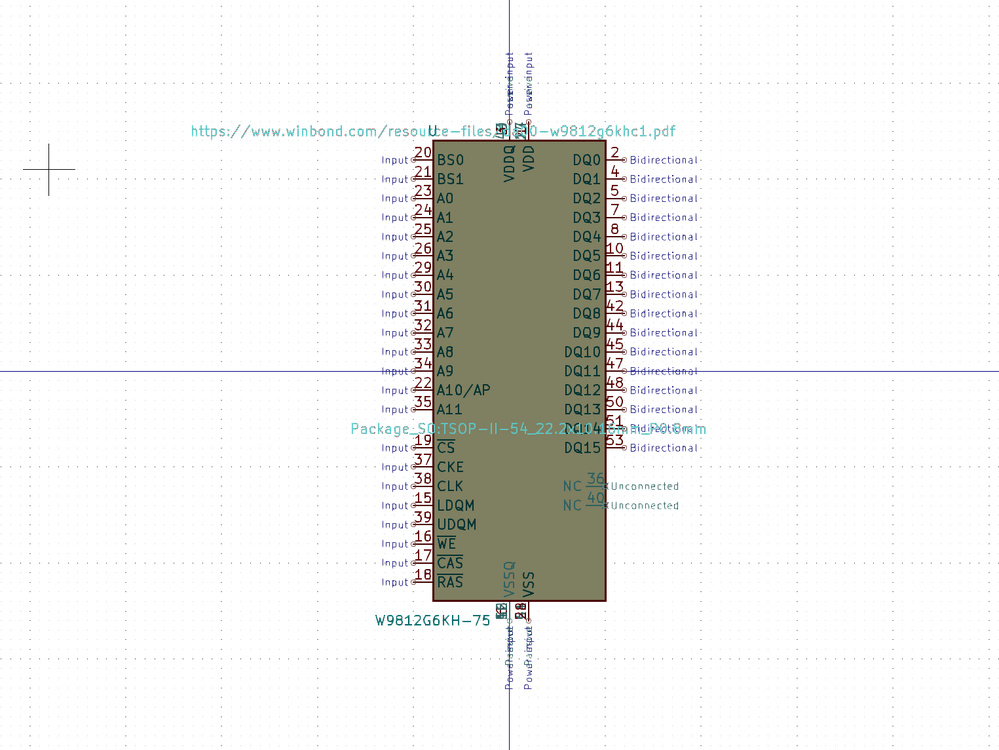 Power input Power input
https://www.winbond.com/resource-files/
-w9812g6khc1.pdf
U
VDDQ VDD
Input 20 BS0 DQ0 2 Bidirectional
Input 21 BS1 DQ1 4 Bidirectional
Input 23 A0 DQ2 5 Bidirectional
Input 24 A1 DQ3 7 Bidirectional
Input 25 A2 DQ4 8 Bidirectional
Input 26 A3 DQ5 10 Bidirectional
Input 29 A4 DQ6 11 Bidirectional
Input 30 A5 DQ7 13 Bidirectional
Input 31 A6 DQ8 42 Bidirectional
Input 32 A7 DQ9 44 Bidirectional
Input 33 A8 DQ10 45 Bidirectional
Input 34 A9 DQ11 47 Bidirectional
Input 22 A10/AP DQ12 48 Bidirectional
Input 35 A11 DQ13 50 Bidirectional
DQ14 51 Bidirectional
Package_SO:TSOP-II-54_22.2x10.16mm_P0.8mm
Input 19 CS DQ15 53 Bidirectional
Input 37 CKE
Input 38 CLK NC 36 Unconnected
Input 15 LDQM NC 40 Unconnected
Input 39 UDQM
Input 16 WE
Input 17 CAS
Input 18 RAS
VSSQ VSS
W9812G6KH-75
Power input Power input